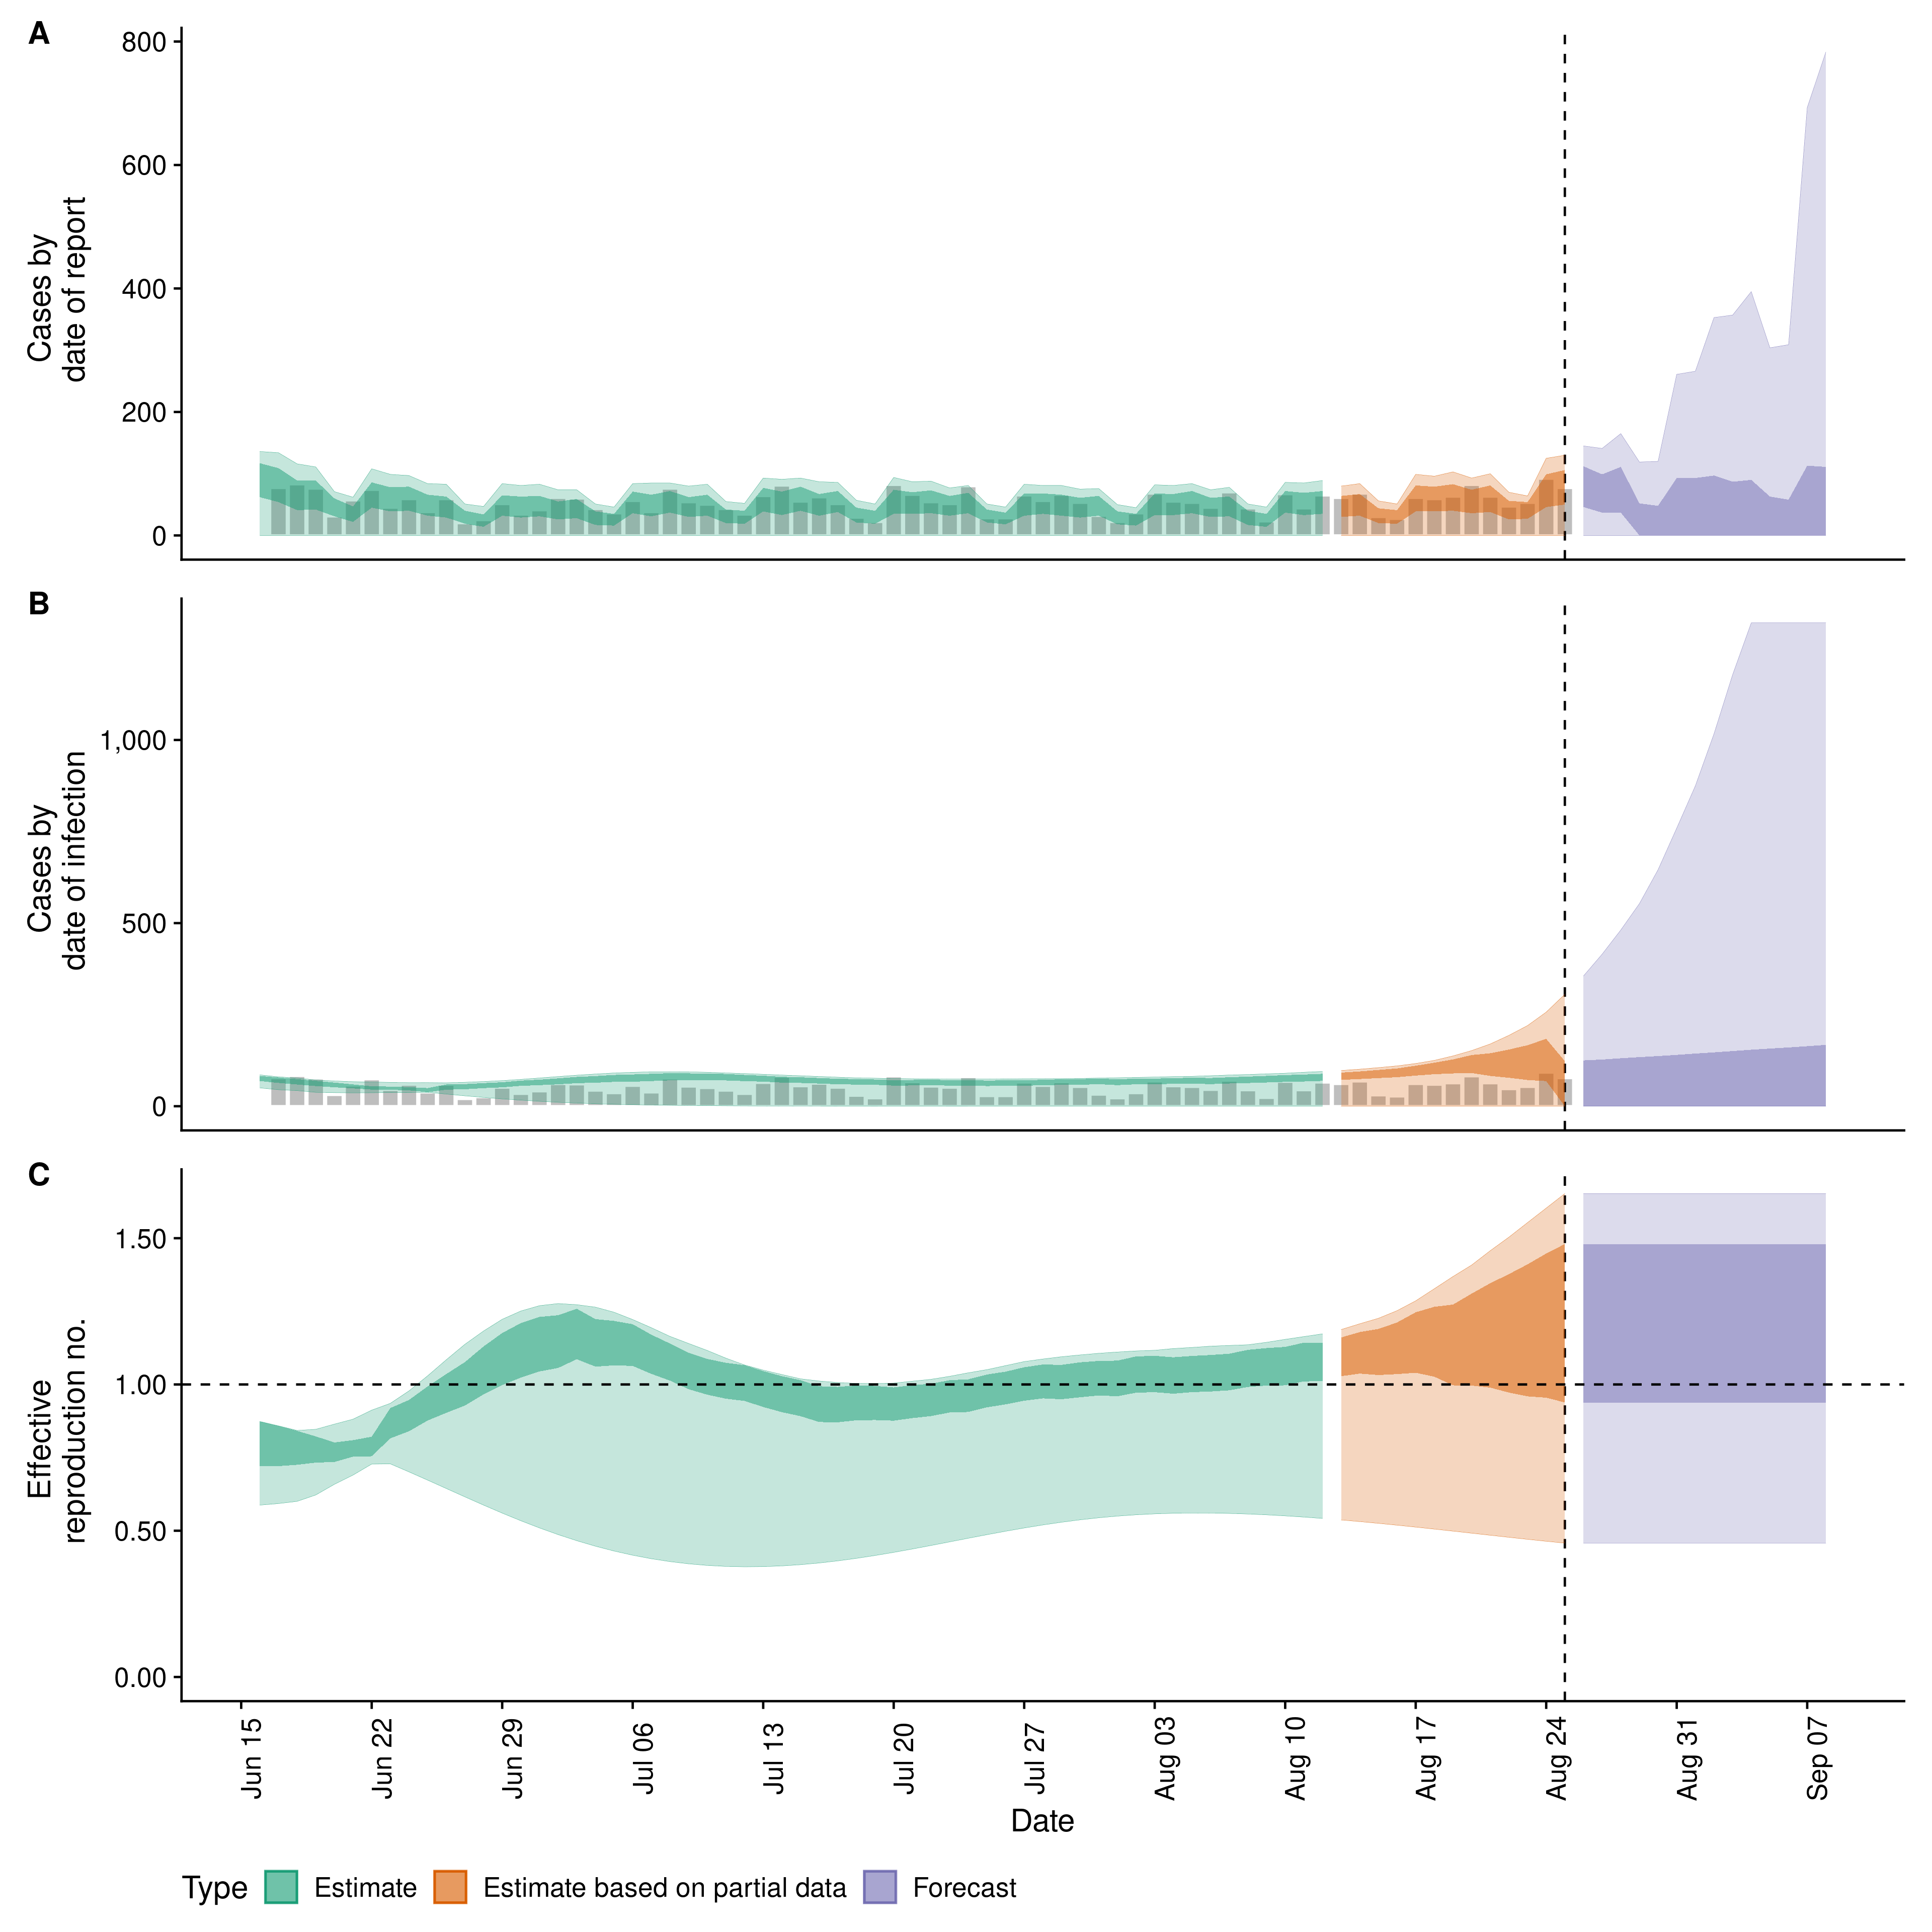 A
800
600
400
200
0
Cases by
date of report
B
1,000
500
0
Cases by
date of infection
C
1.50
1.00
0.50
0.00
Effective
reproduction no.
Jun 15
Jun 22
Jun 29
Jul 06
Jul 13
Jul 20
Jul 27
Aug 03
Aug 10
Aug 17
Aug 24
Aug 31
Sep 07
Date
Type Estimate Estimate based on partial data Forecast